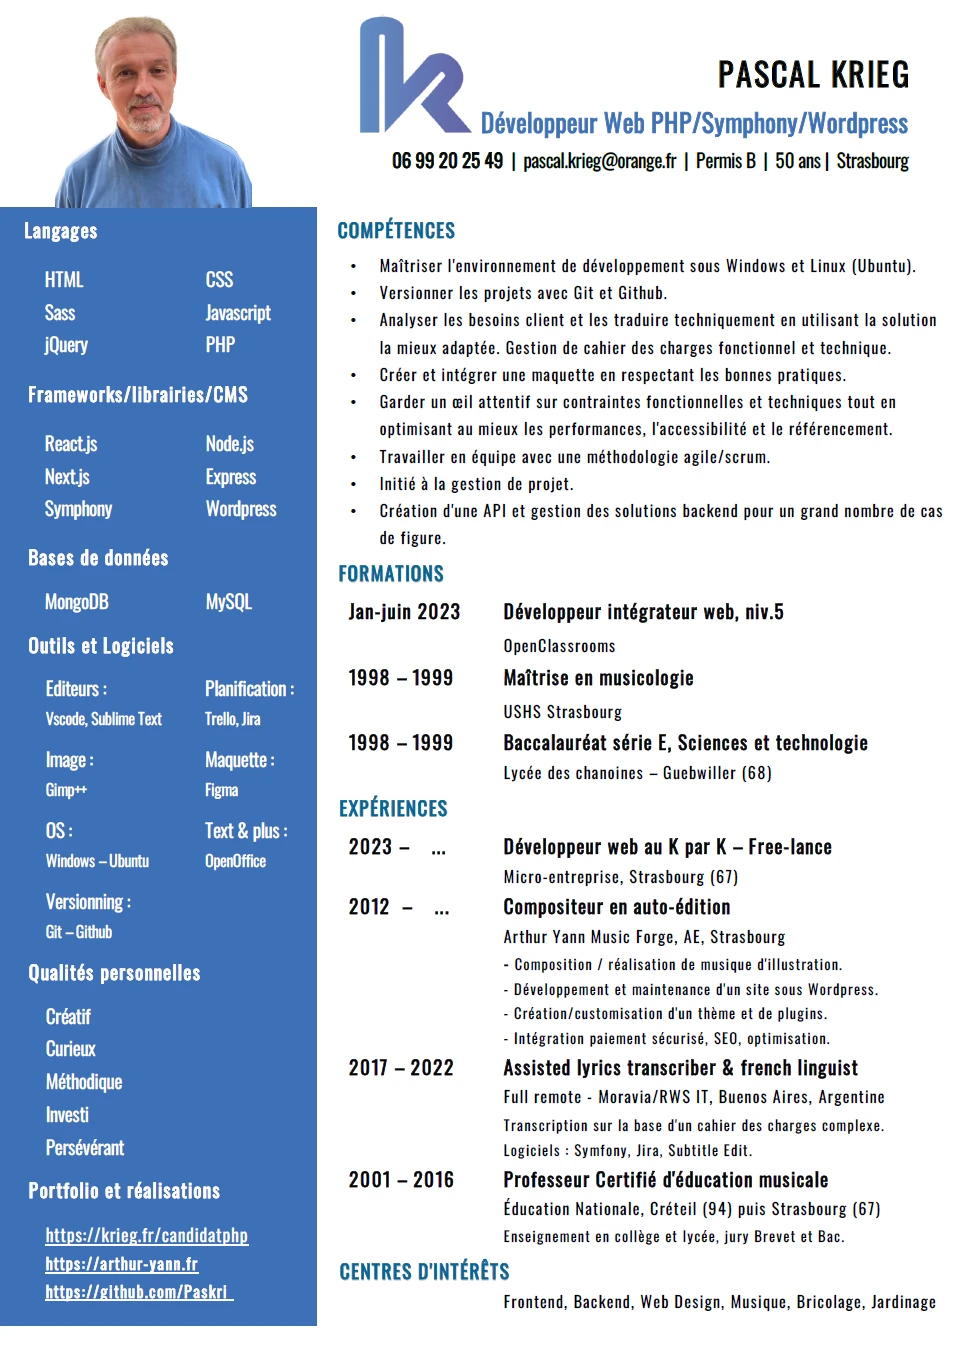 PASCAL KRIEG
Développeur Web PHP/Symphony/Wordpress
06 99 20 25 49 | pascal.krieg@orange.fr | Permis B | 50 ans | Strasbourg
Langages
HTML CSS
Sass Javascript
jQuery PHP
Frameworks/librairies/CMS
React.js Node.js
Next.js Express
Symphony Wordpress
Bases de données
MongoDB MySQL
Outils et Logiciels
Editeurs : Planification :
Vscode, Sublime Text Trello, Jira
Image : Maquette :
Gimp++ Figma
OS : Text & plus :
Windows – Ubuntu OpenOffice
Versionning :
Git – Github
Qualités personnelles
Créatif
Curieux
Méthodique
Investi
Persévérant
Portfolio et réalisations
https://krieg.fr/candidatphp
https://arthur-yann.fr
https://github.com/Paskri
COMPÉTENCES
• Maîtriser l'environnement de développement sous Windows et Linux (Ubuntu).
• Versionner les projets avec Git et Github.
• Analyser les besoins client et les traduire techniquement en utilisant la solution
la mieux adaptée. Gestion de cahier des charges fonctionnel et technique.
• Créer et intégrer une maquette en respectant les bonnes pratiques.
• Garder un œil attentif sur contraintes fonctionnelles et techniques tout en
optimisant au mieux les performances, l'accessibilité et le référencement.
• Travailler en équipe avec une méthodologie agile/scrum.
• Initié à la gestion de projet.
• Création d'une API et gestion des solutions backend pour un grand nombre de cas
de figure.
FORMATIONS
Jan-juin 2023 Développeur intégrateur web, niv.5
OpenClassrooms
1998 – 1999 Maîtrise en musicologie
USHS Strasbourg
1998 – 1999 Baccalauréat série E, Sciences et technologie
Lycée des chanoines – Guebwiller (68)
EXPÉRIENCES
2023 – ... Développeur web au K par K – Free-lance
Micro-entreprise, Strasbourg (67)
2012 – ... Compositeur en auto-édition
Arthur Yann Music Forge, AE, Strasbourg
- Composition / réalisation de musique d'illustration.
- Développement et maintenance d'un site sous Wordpress.
- Création/customisation d'un thème et de plugins.
- Intégration paiement sécurisé, SEO, optimisation.
2017 – 2022 Assisted lyrics transcriber & french linguist
Full remote - Moravia/RWS IT, Buenos Aires, Argentine
Transcription sur la base d'un cahier des charges complexe.
Logiciels : Symfony, Jira, Subtitle Edit.
2001 – 2016 Professeur Certifié d'éducation musicale
Éducation Nationale, Créteil (94) puis Strasbourg (67)
Enseignement en collège et lycée, jury Brevet et Bac.
CENTRES D'INTÉRÊTS
Frontend, Backend, Web Design, Musique, Bricolage, Jardinage